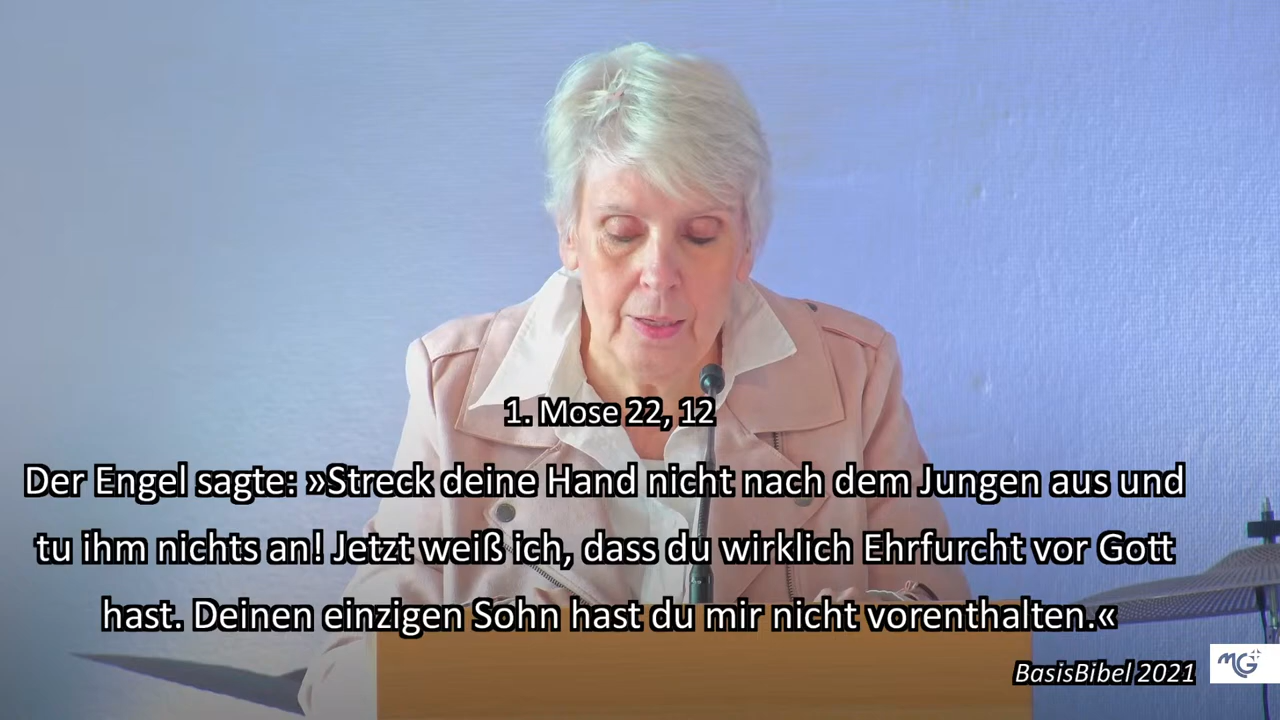 1. Mose 22, 12
Der Engel sagte: »Streck deine Hand nicht nach dem Jungen aus und
tu ihm nichts an! Jetzt weiß ich, dass du wirklich Ehrfurcht vor Gott
hast. Deinen einzigen Sohn hast du mir nicht vorenthalten.«
BasisBibel 2021
MG